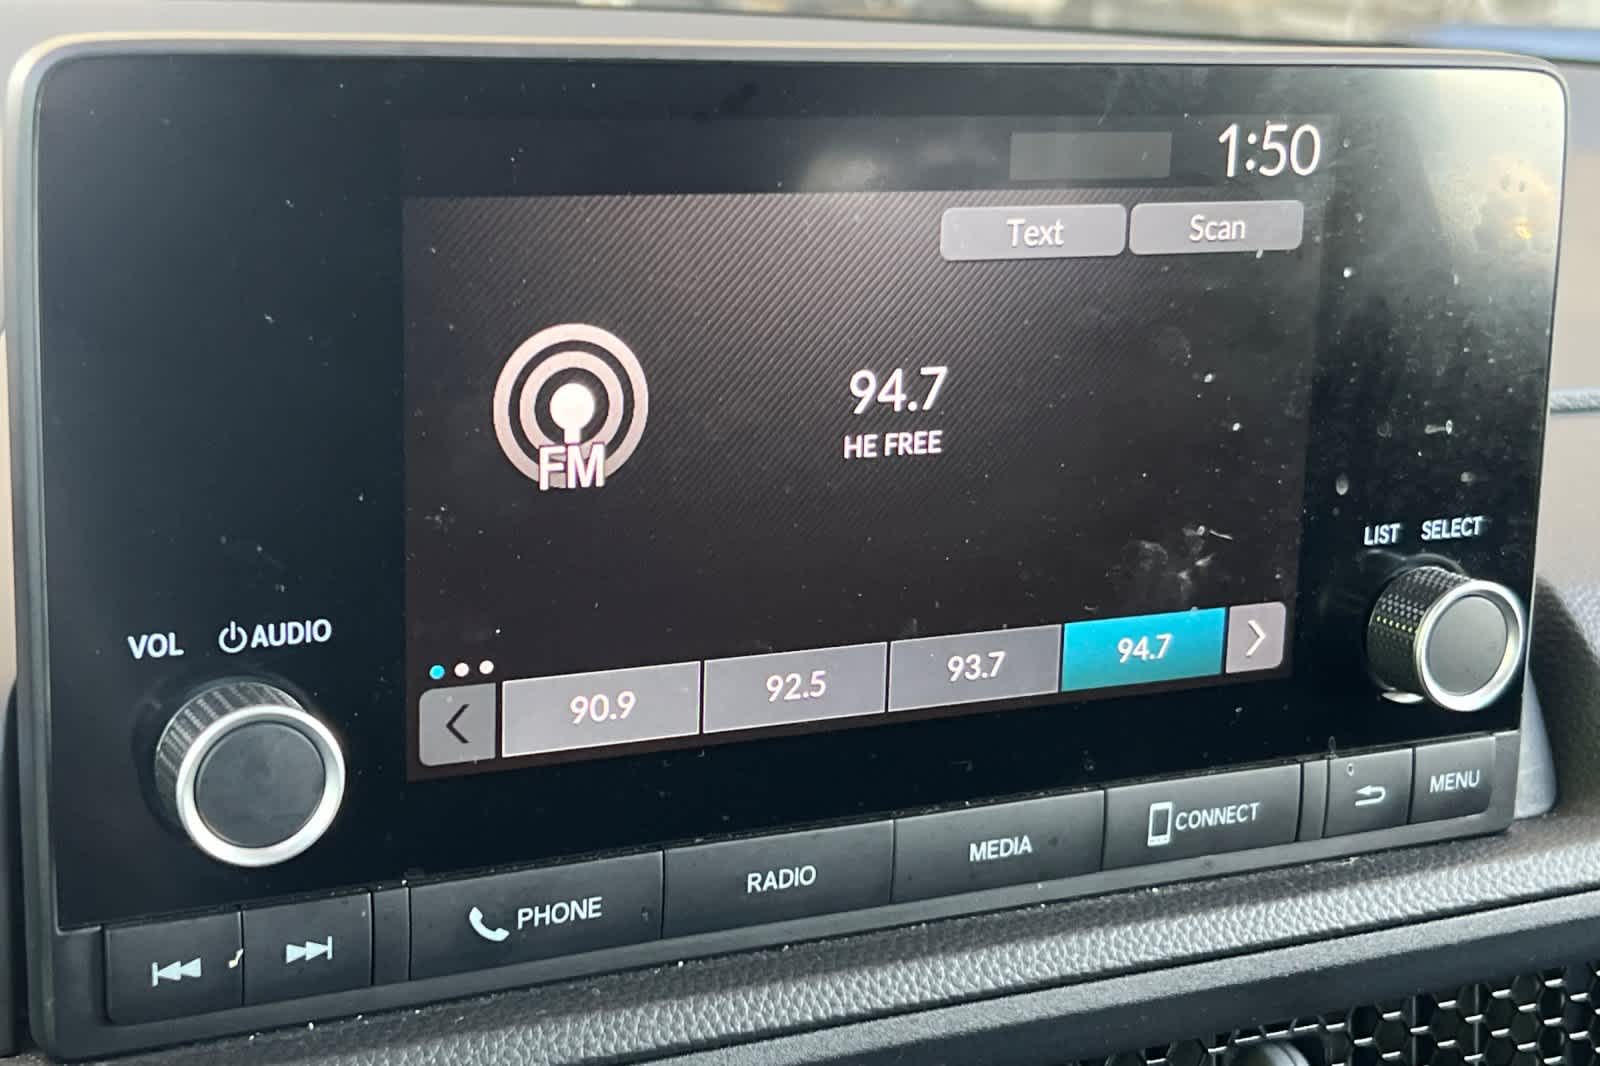 1:50
Text Scan
FM
94.7
HE FREE
LIST SELECT
VOL AUDIO
90.9 92.5 93.7 94.7
PHONE RADIO MEDIA CONNECT MENU